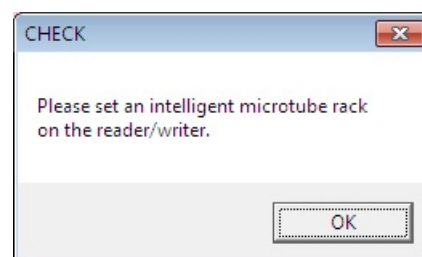 CHECK
Please set an intelligent microtube rack
on the reader/writer.
OK